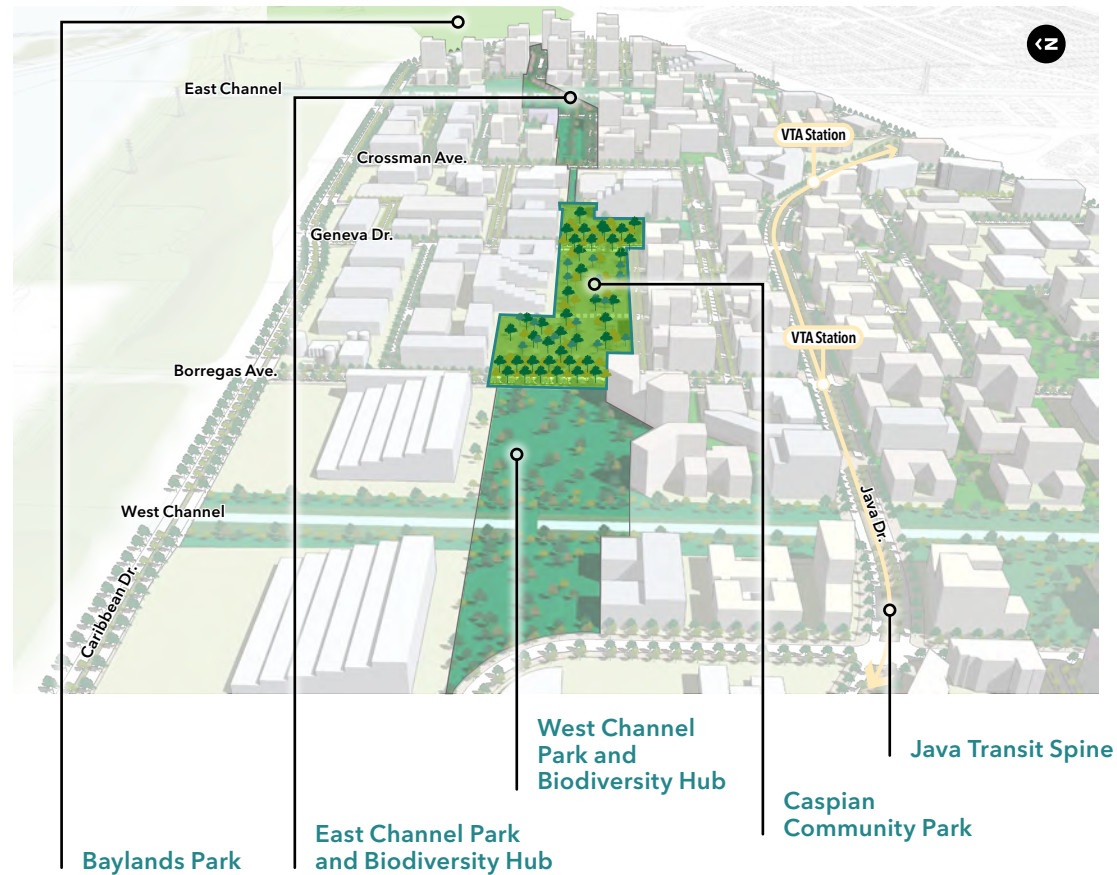 N
East Channel
VTA Station
Crossman Ave.
Geneva Dr.
VTA Station
Borregas Ave.
West Channel
Java Dr.
Caribbean Dr.
West Channel
Park and
Biodiversity Hub
Java Transit Spine
Caspian
Community Park
East Channel Park
and Biodiversity Hub
Baylands Park